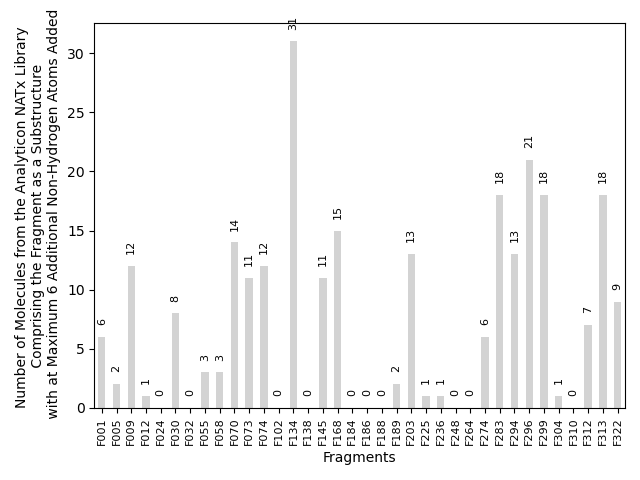 Number of Molecules from the Analyticon NATx Library
Comprising the Fragment as a Substructure
with at Maximum 6 Additional Non-Hydrogen Atoms Added
30
25
20
15
10
5
0
6
2
12
1
0
8
0
3
3
14
11
12
0
31
0
11
15
0
0
0
2
13
1
1
0
0
6
18
13
21
18
1
0
7
18
9
F001
F005
F009
F012
F024
F030
F032
F055
F058
F070
F073
F074
F102
F134
F138
F145
F168
F184
F186
F188
F189
F203
F225
F236
F248
F264
F274
F283
F294
F296
F299
F304
F310
F312
F313
F322
Fragments